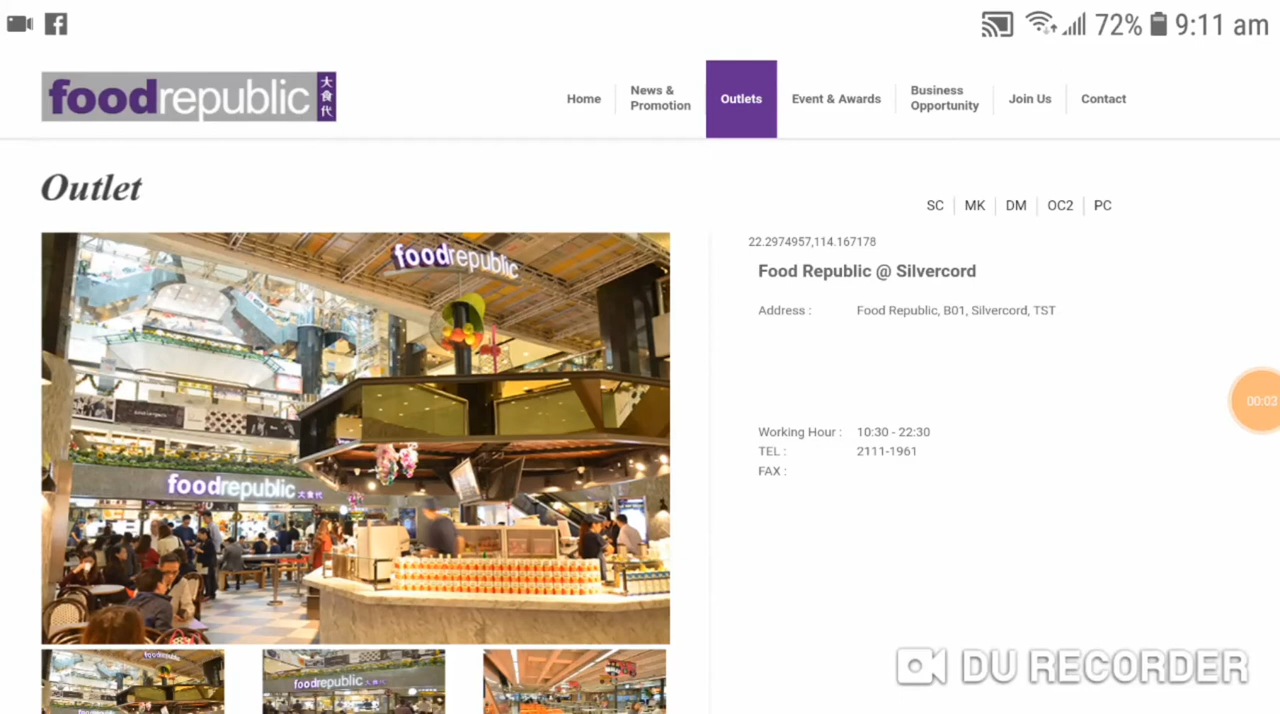 72% 9:11 am
foodrepublic 大食代
Home
News &
Promotion
Outlets
Event & Awards
Business
Opportunity
Join Us
Contact
Outlet
SC MK DM OC2 PC
22.2974957,114.167178
Food Republic @ Silvercord
Address : Food Republic, B01, Silvercord, TST
Working Hour : 10:30 - 22:30
TEL : 2111-1961
FAX :
foodrepublic
foodrepublic 大食代
00:02
DU RECORDER
foodrepublic
foodrepublic 大食代